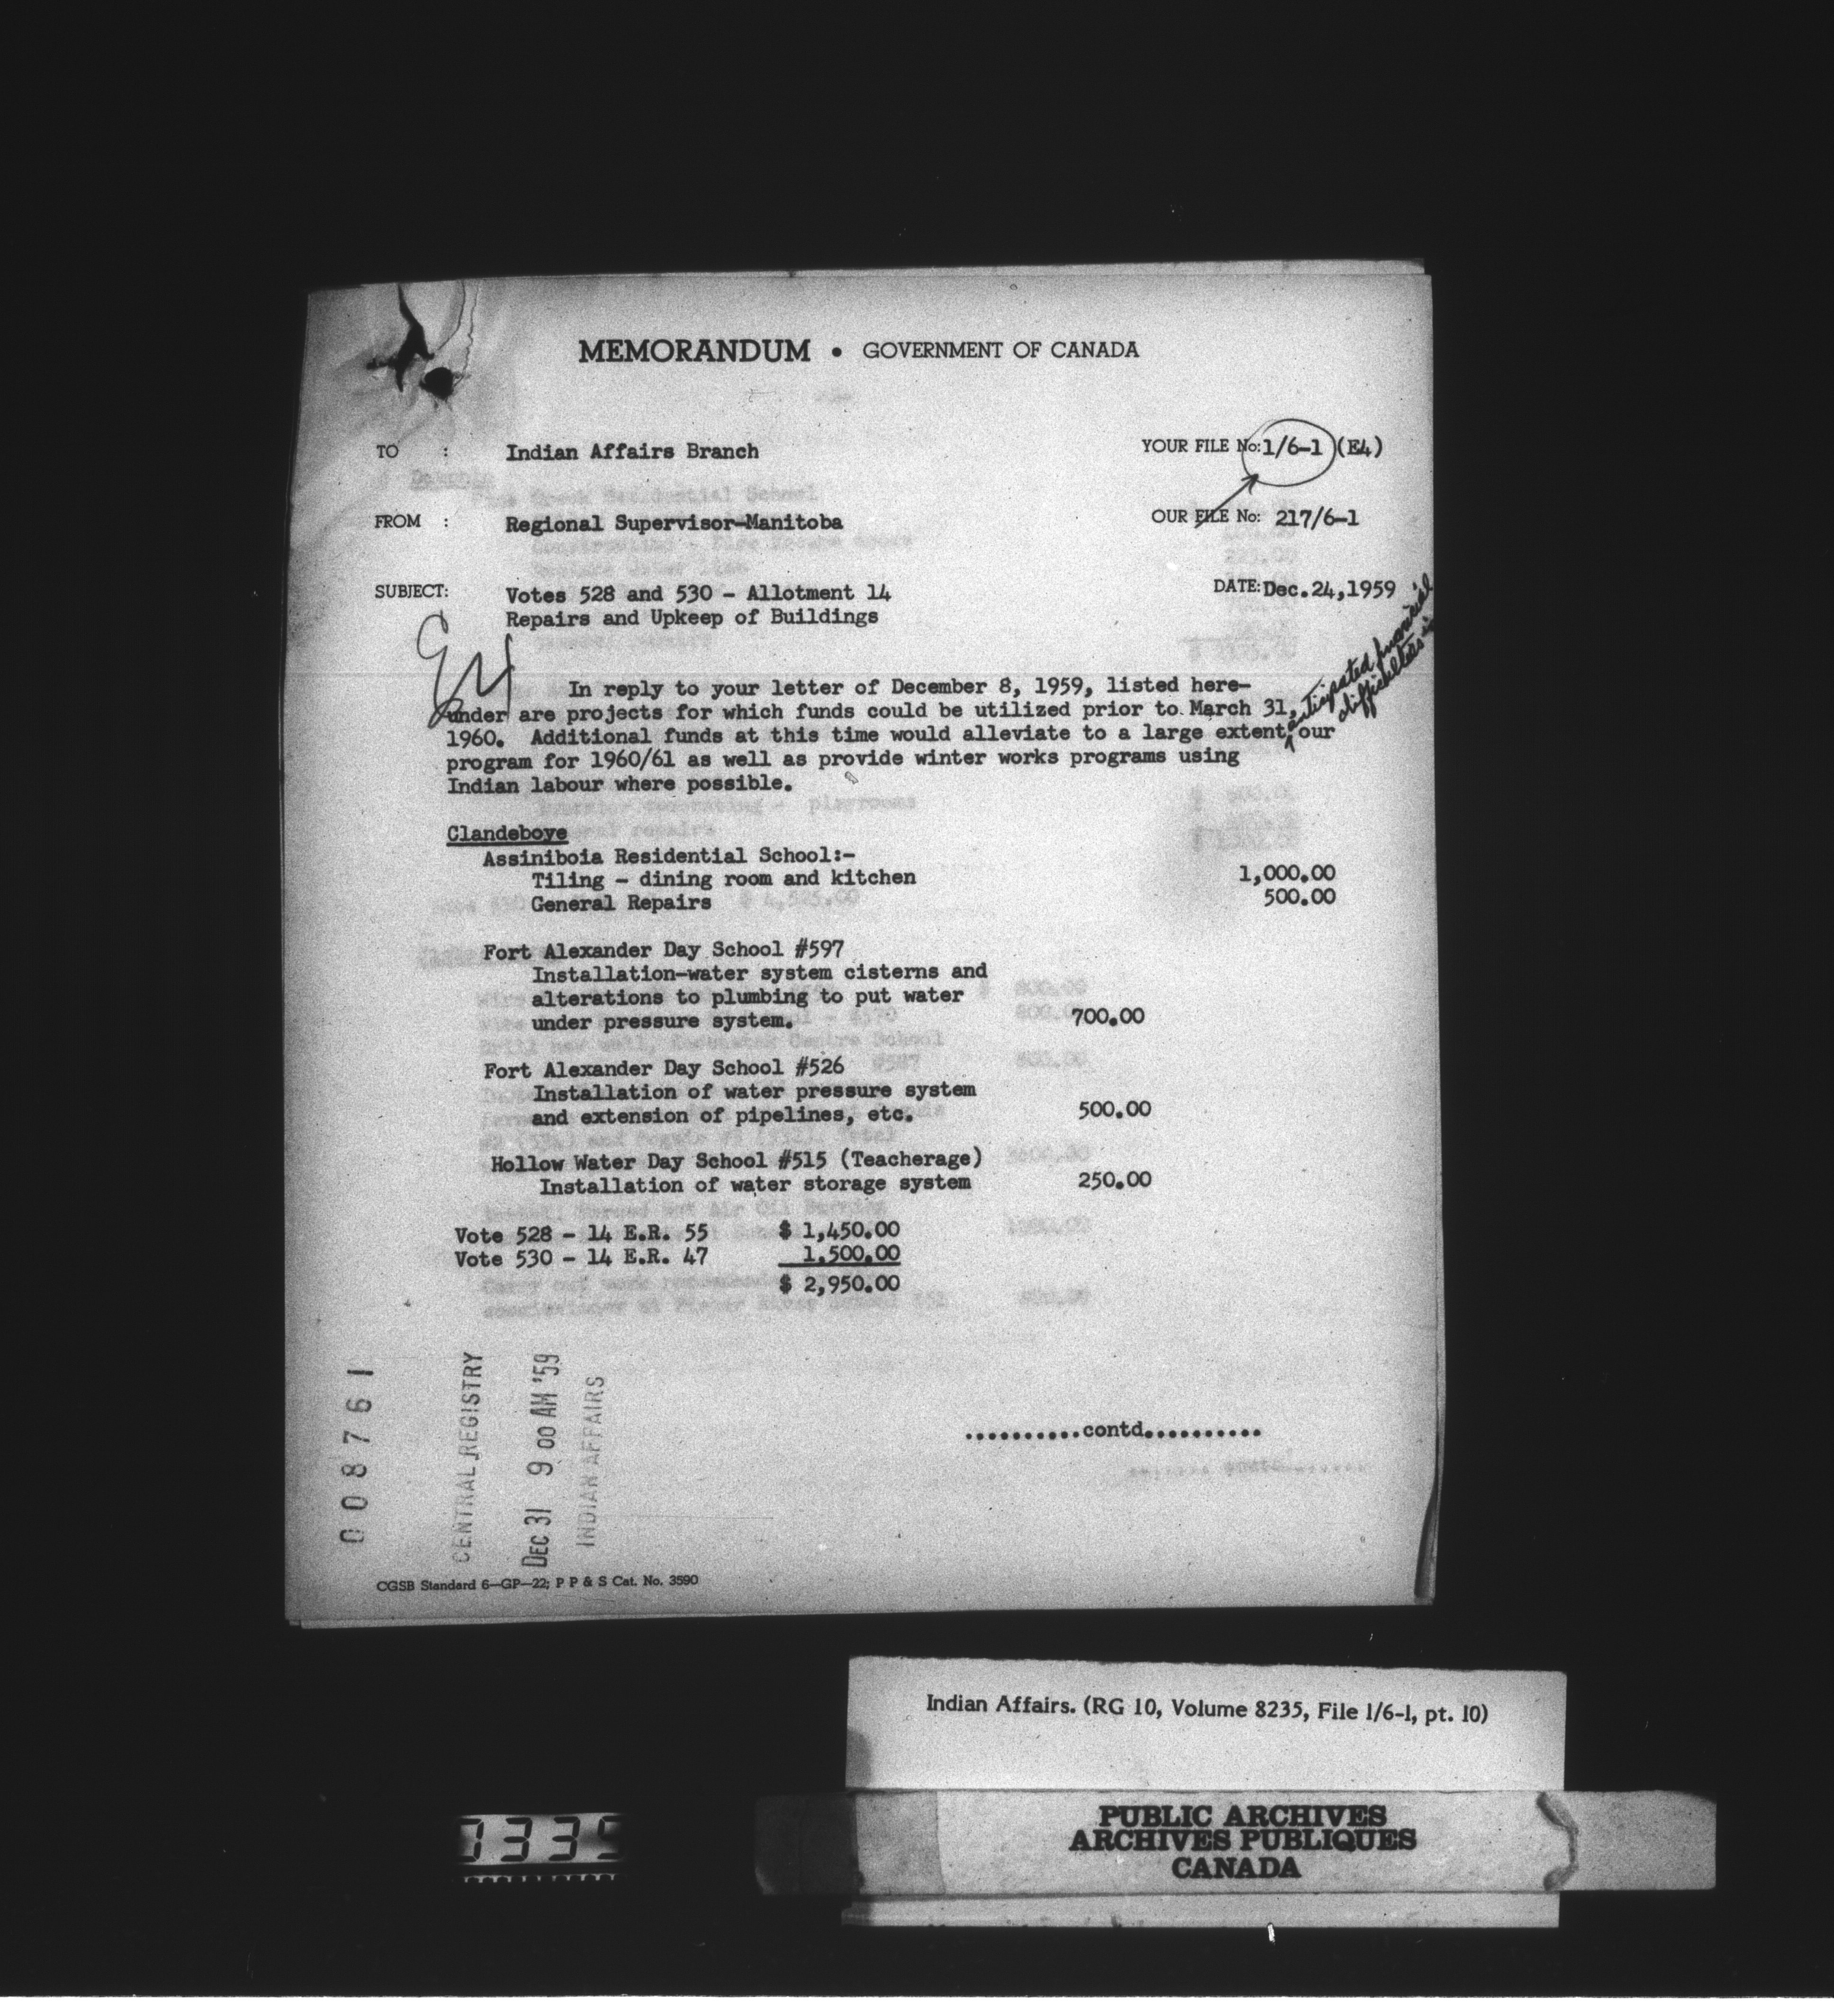 MEMORANDUM • GOVERNMENT OF CANADA
TO : Indian Affairs Branch
YOUR FILE No: 1/6-1 (E4)
FROM : Regional Supervisor-Manitoba
OUR FILE No: 217/6-1
SUBJECT: Votes 528 and 530 - Allotment 14
Repairs and Upkeep of Buildings
DATE: Dec. 24, 1959
In reply to your letter of December 8, 1959, listed here-
under are projects for which funds could be utilized prior to March 31,
1960. Additional funds at this time would alleviate to a large extent, our
anticipated financial
difficulties in
program for 1960/61 as well as provide winter works programs using
Indian labour where possible.
Clandeboye
Assiniboia Residential School:-
Tiling - dining room and kitchen 1,000.00
General Repairs 500.00
Fort Alexander Day School #597
Installation-water system cisterns and
alterations to plumbing to put water
under pressure system. 700.00
Fort Alexander Day School #526
Installation of water pressure system
and extension of pipelines, etc. 500.00
Hollow Water Day School #515 (Teacherage)
Installation of water storage system 250.00
Vote 528 - 14 E.R. 55 $ 1,450.00
Vote 530 - 14 E.R. 47 1,500.00
$ 2,950.00
..........contd..........
008761
CENTRAL REGISTRY
DEC 31 9 00 AM '59
INDIAN AFFAIRS
CGSB Standard 6-GP-22; P P & S Cat. No. 3590
Indian Affairs. (RG 10, Volume 8235, File 1/6-1, pt. 10)
PUBLIC ARCHIVES
ARCHIVES PUBLIQUES
CANADA